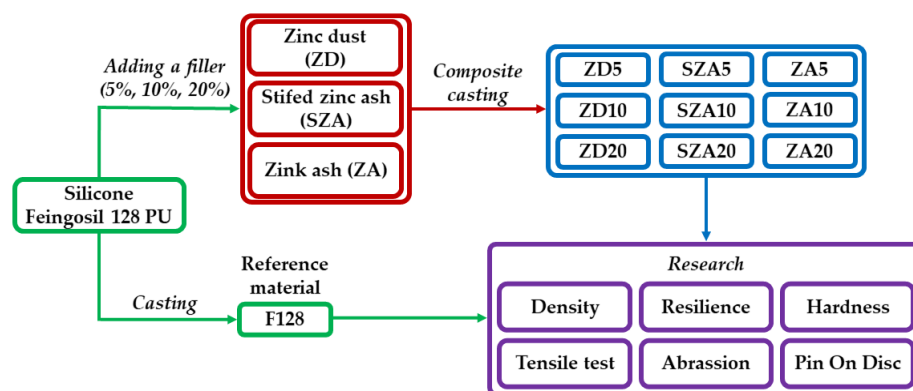 Adding a filler
(5%, 10%, 20%)
Zinc dust
(ZD)
Stifed zinc ash
(SZA)
Zink ash (ZA)
Composite
casting
ZD5
SZA5
ZA5
ZD10
SZA10
ZA10
ZD20
SZA20
ZA20
Silicone
Feingosil 128 PU
Casting
Reference
material
F128
Research
Density
Resilience
Hardness
Tensile test
Abrassion
Pin On Disc